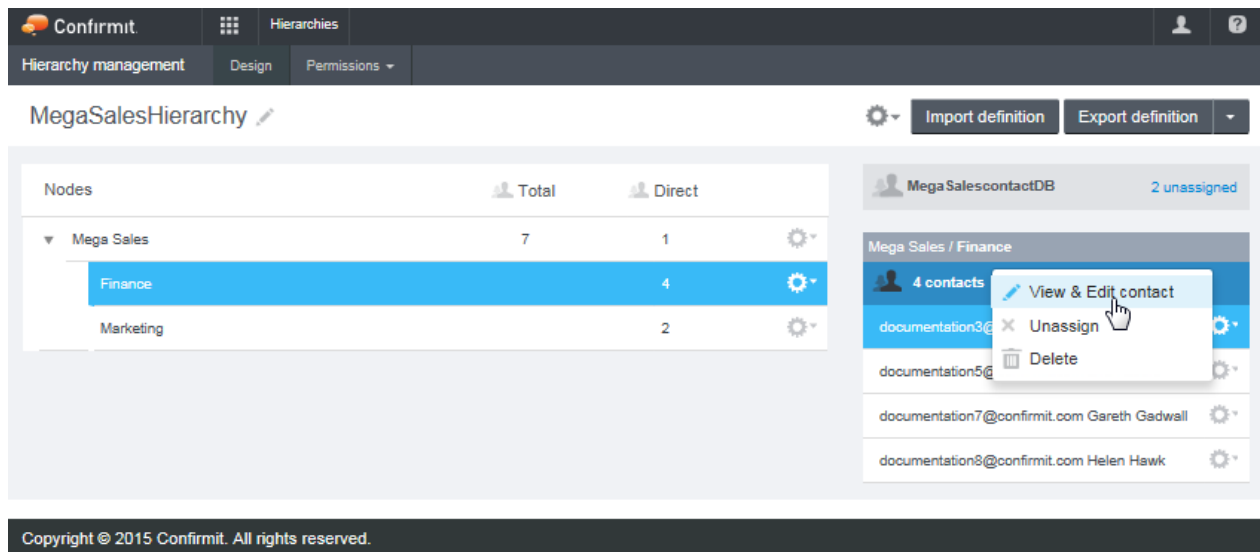 Confirmit.
Hierarchies
Hierarchy management
Design
Permissions
MegaSalesHierarchy
Import definition
Export definition
Nodes
Total
Direct
MegaSalescontactDB
2 unassigned
Mega Sales
7
1
Mega Sales / Finance
Finance
4
4 contacts
View & Edit contact
Marketing
2
documentation3@
Unassign
Delete
documentation5@
documentation7@confirmit.com Gareth Gadwall
documentation8@confirmit.com Helen Hawk
Copyright © 2015 Confirmit. All rights reserved.